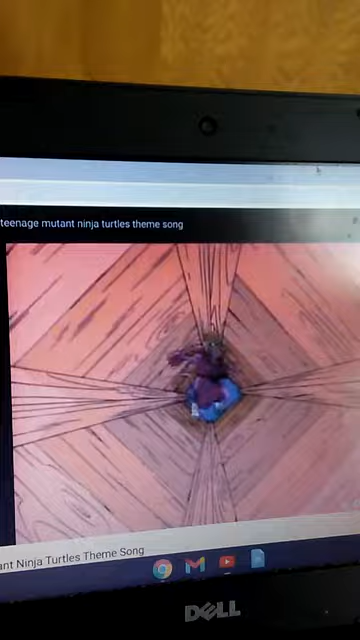 teenage mutant ninja turtles theme song
ant Ninja Turtles Theme Song
DELL